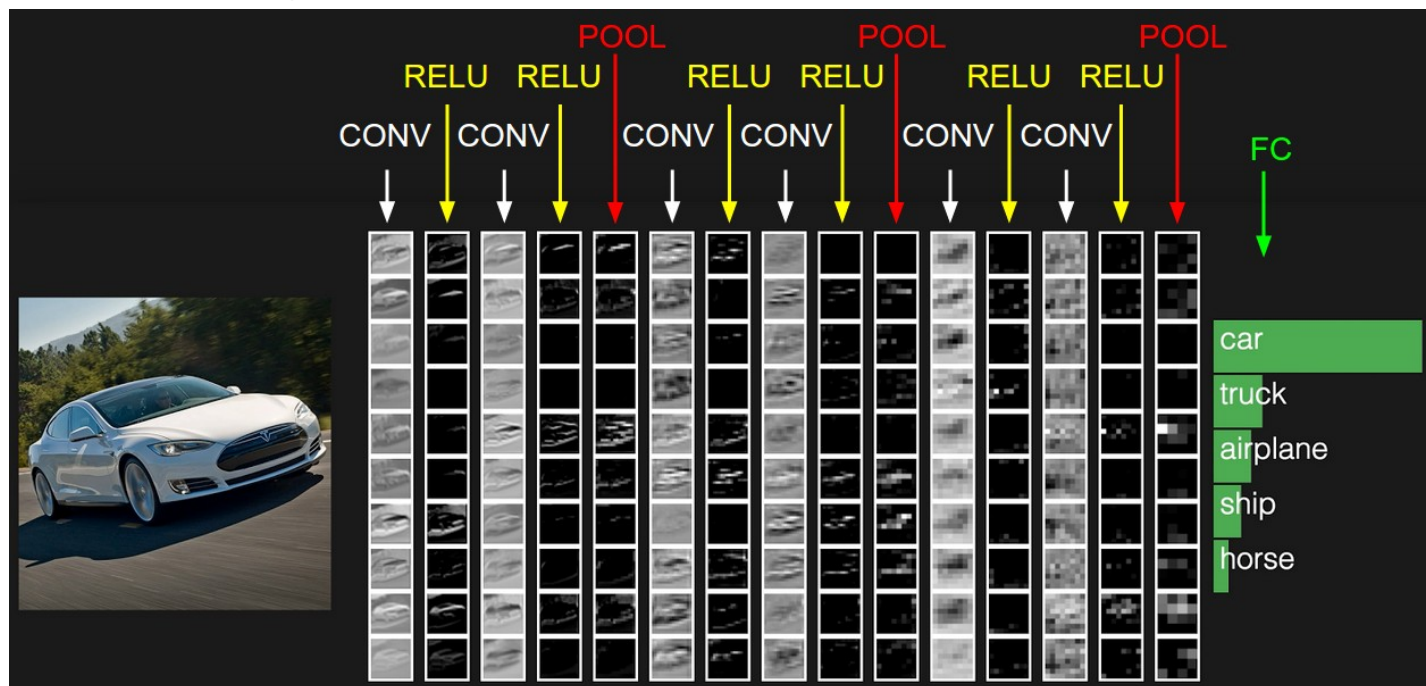 POOL POOL POOL
RELU RELU RELU RELU RELU RELU
CONV CONV CONV CONV CONV CONV
FC
car
truck
airplane
ship
horse